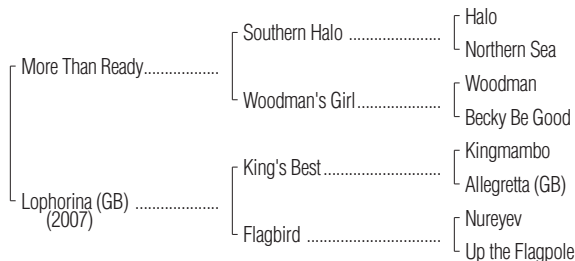 Halo
Southern Halo ....................
Northern Sea
More Than Ready................
Woodman
Woodman's Girl..................
Becky Be Good
Kingmambo
King's Best.........................
Allegretta (GB)
Lophorina (GB) ..................
(2007)
Nureyev
Flagbird .............................
Up the Flagpole